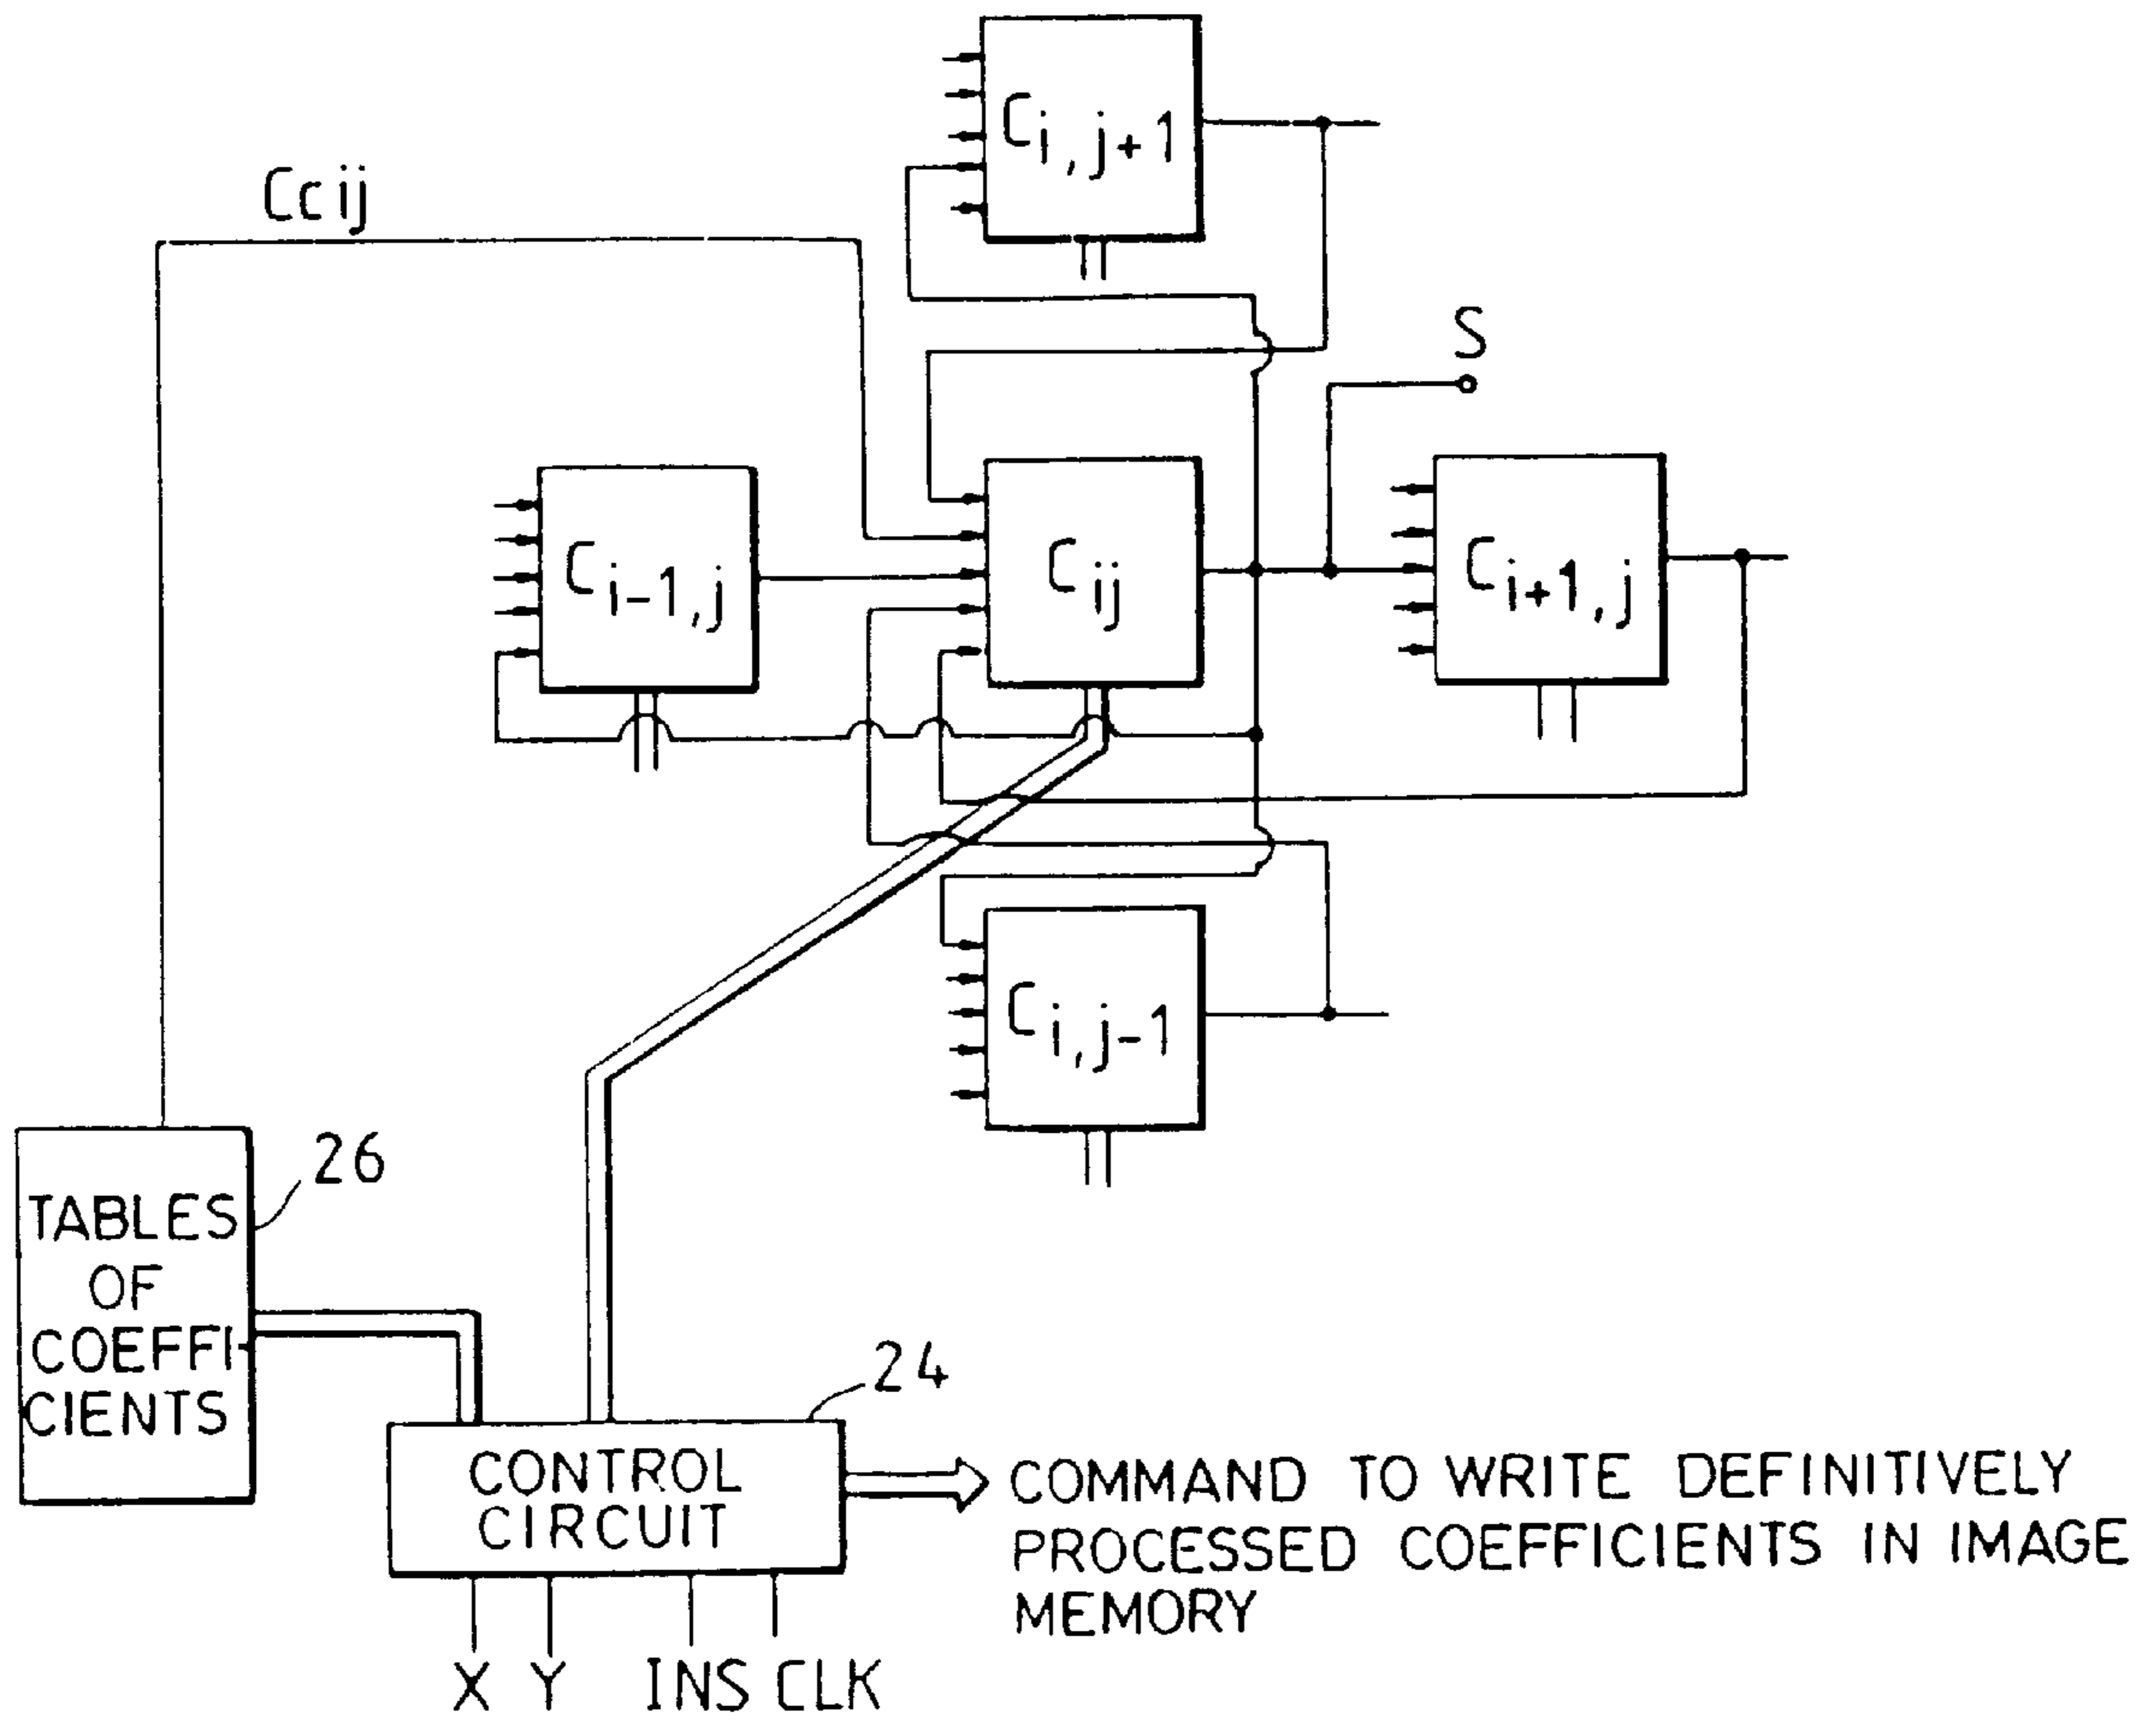 Ci,j+1
Ccij
S
Ci-1,j
Cij
Ci+1,j
Ci,j-1
26
TABLES
OF
COEFFI-
CIENTS
24
CONTROL
CIRCUIT
COMMAND TO WRITE DEFINITIVELY
PROCESSED COEFFICIENTS IN IMAGE
MEMORY
X Y INS CLK